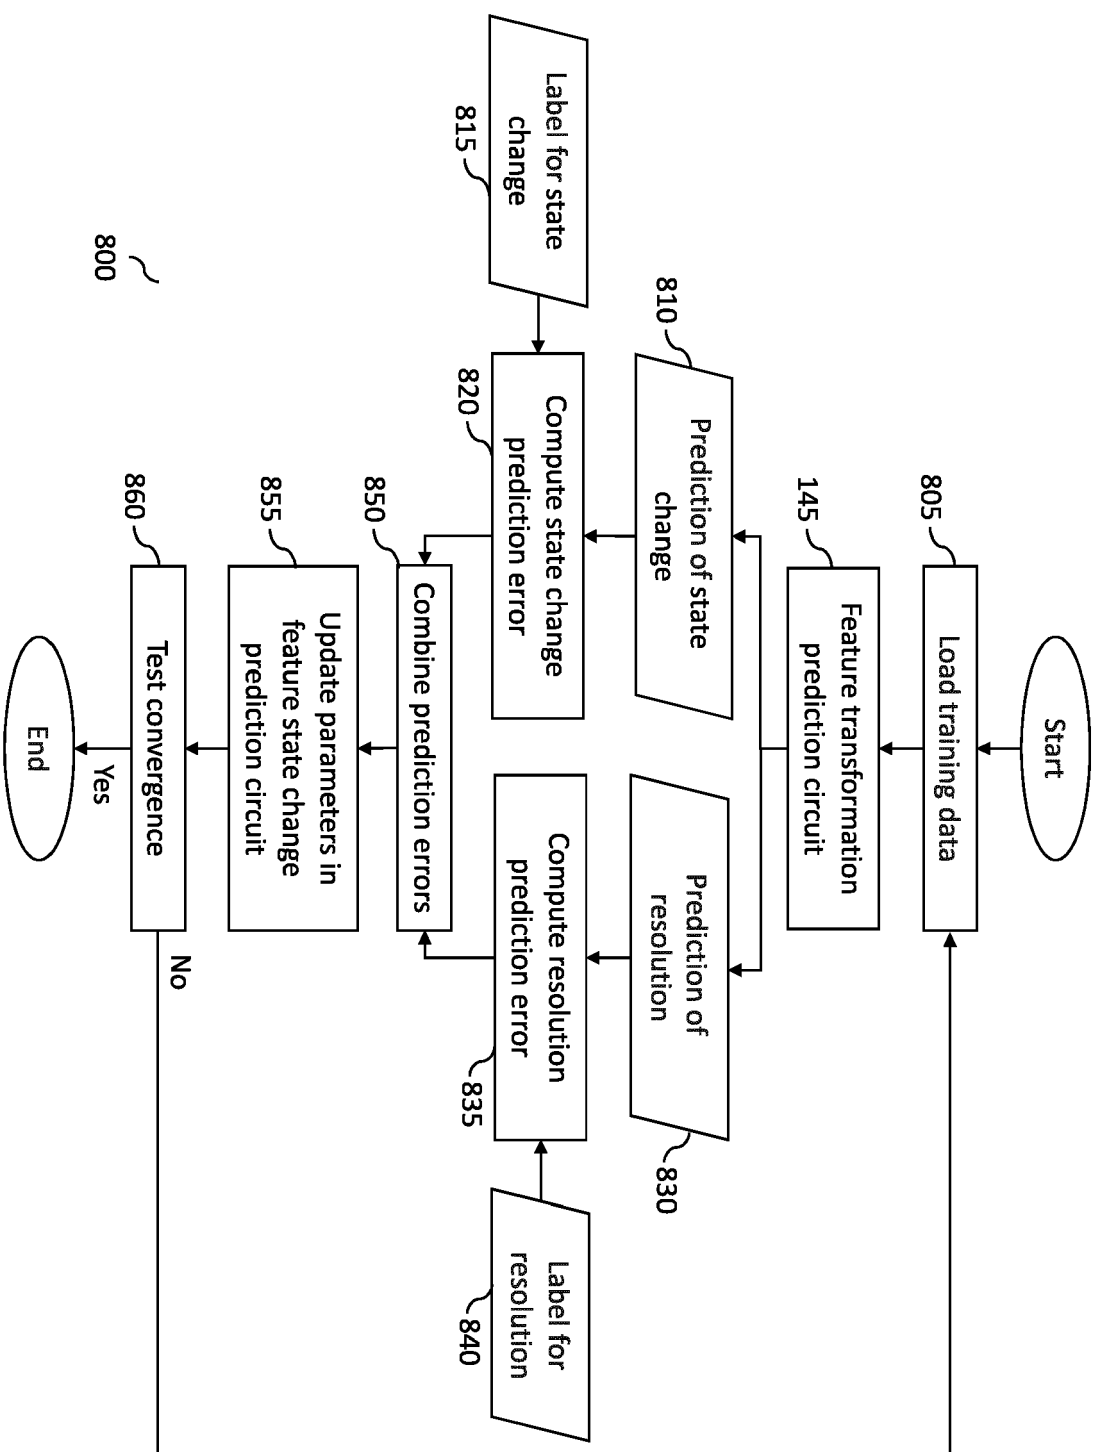 Start
805
Load training data
145
Feature transformation
prediction circuit
810
Prediction of state
change
Prediction of
resolution
830
Label for state
change
815
Compute state change
prediction error
820
Compute resolution
prediction error
835
Label for
resolution
840
850
Combine prediction errors
855
Update parameters in
feature state change
prediction circuit
860
Test convergence
No
Yes
End
800